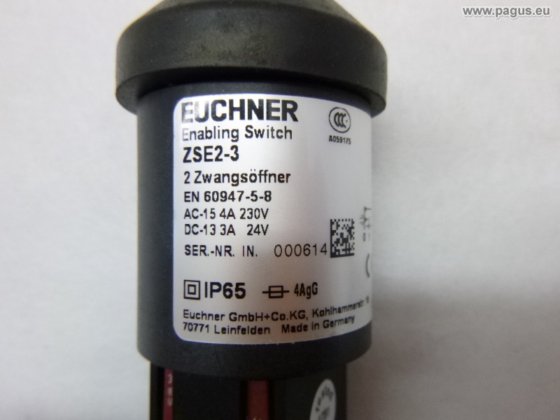 www.pagus.eu
EUCHNER
Enabling Switch
ZSE2-3
2 Zwangsöffner
EN 60947-5-8
AC-15 4A 230V
DC-13 3A 24V
SER.-NR. IN. 000614
CCC
A059175
IP65 4AgG
Euchner GmbH+Co.KG, Kohlhammerstr. 16
70771 Leinfelden Made in Germany